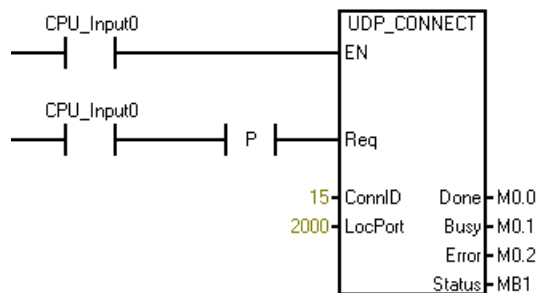 CPU_Input0
UDP_CONNECT
EN
CPU_Input0
P
Req
15 ConnID Done M0.0
2000 LocPort Busy M0.1
Error M0.2
Status MB1